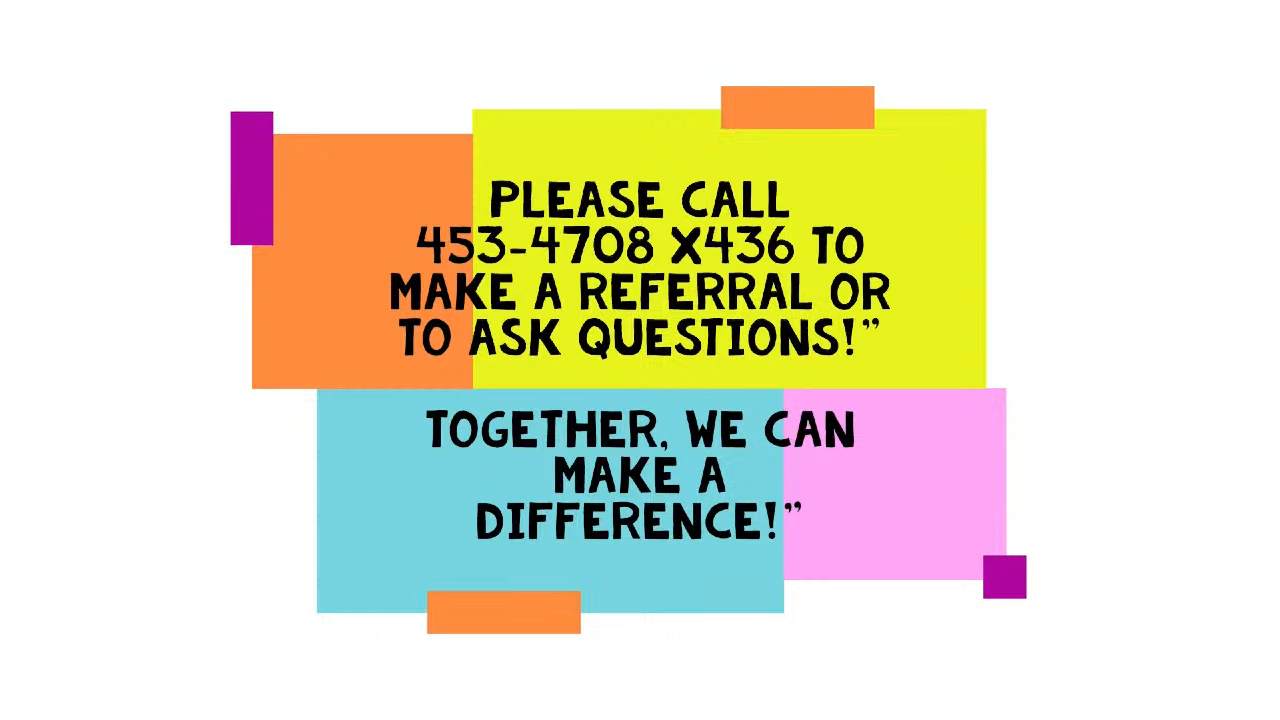 PLEASE CALL
453-4708 X436 TO
MAKE A REFERRAL OR
TO ASK QUESTIONS!”
TOGETHER, WE CAN
MAKE A
DIFFERENCE!”